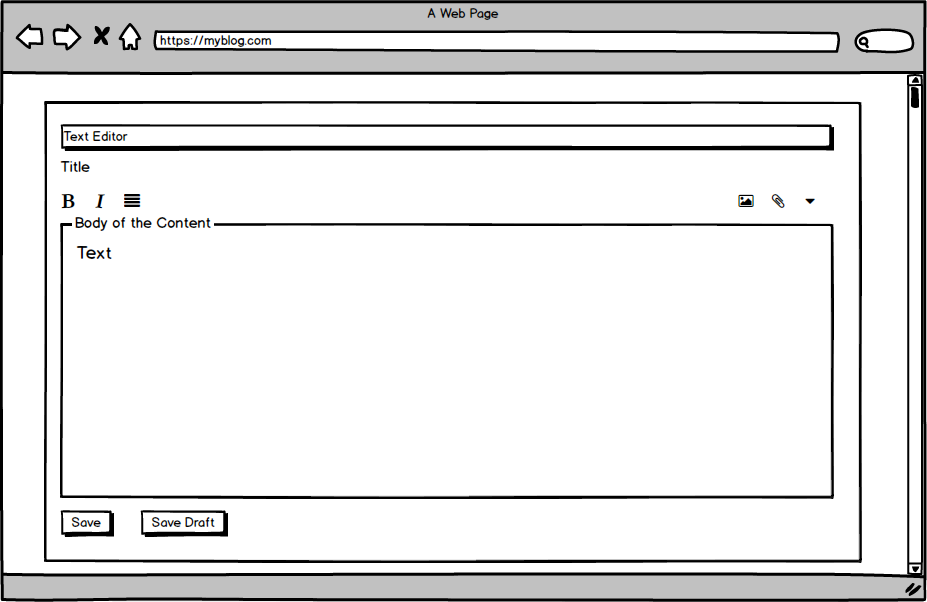 A Web Page
https://myblog.com
Text Editor
Title
B I
Body of the Content
Text
Save Save Draft